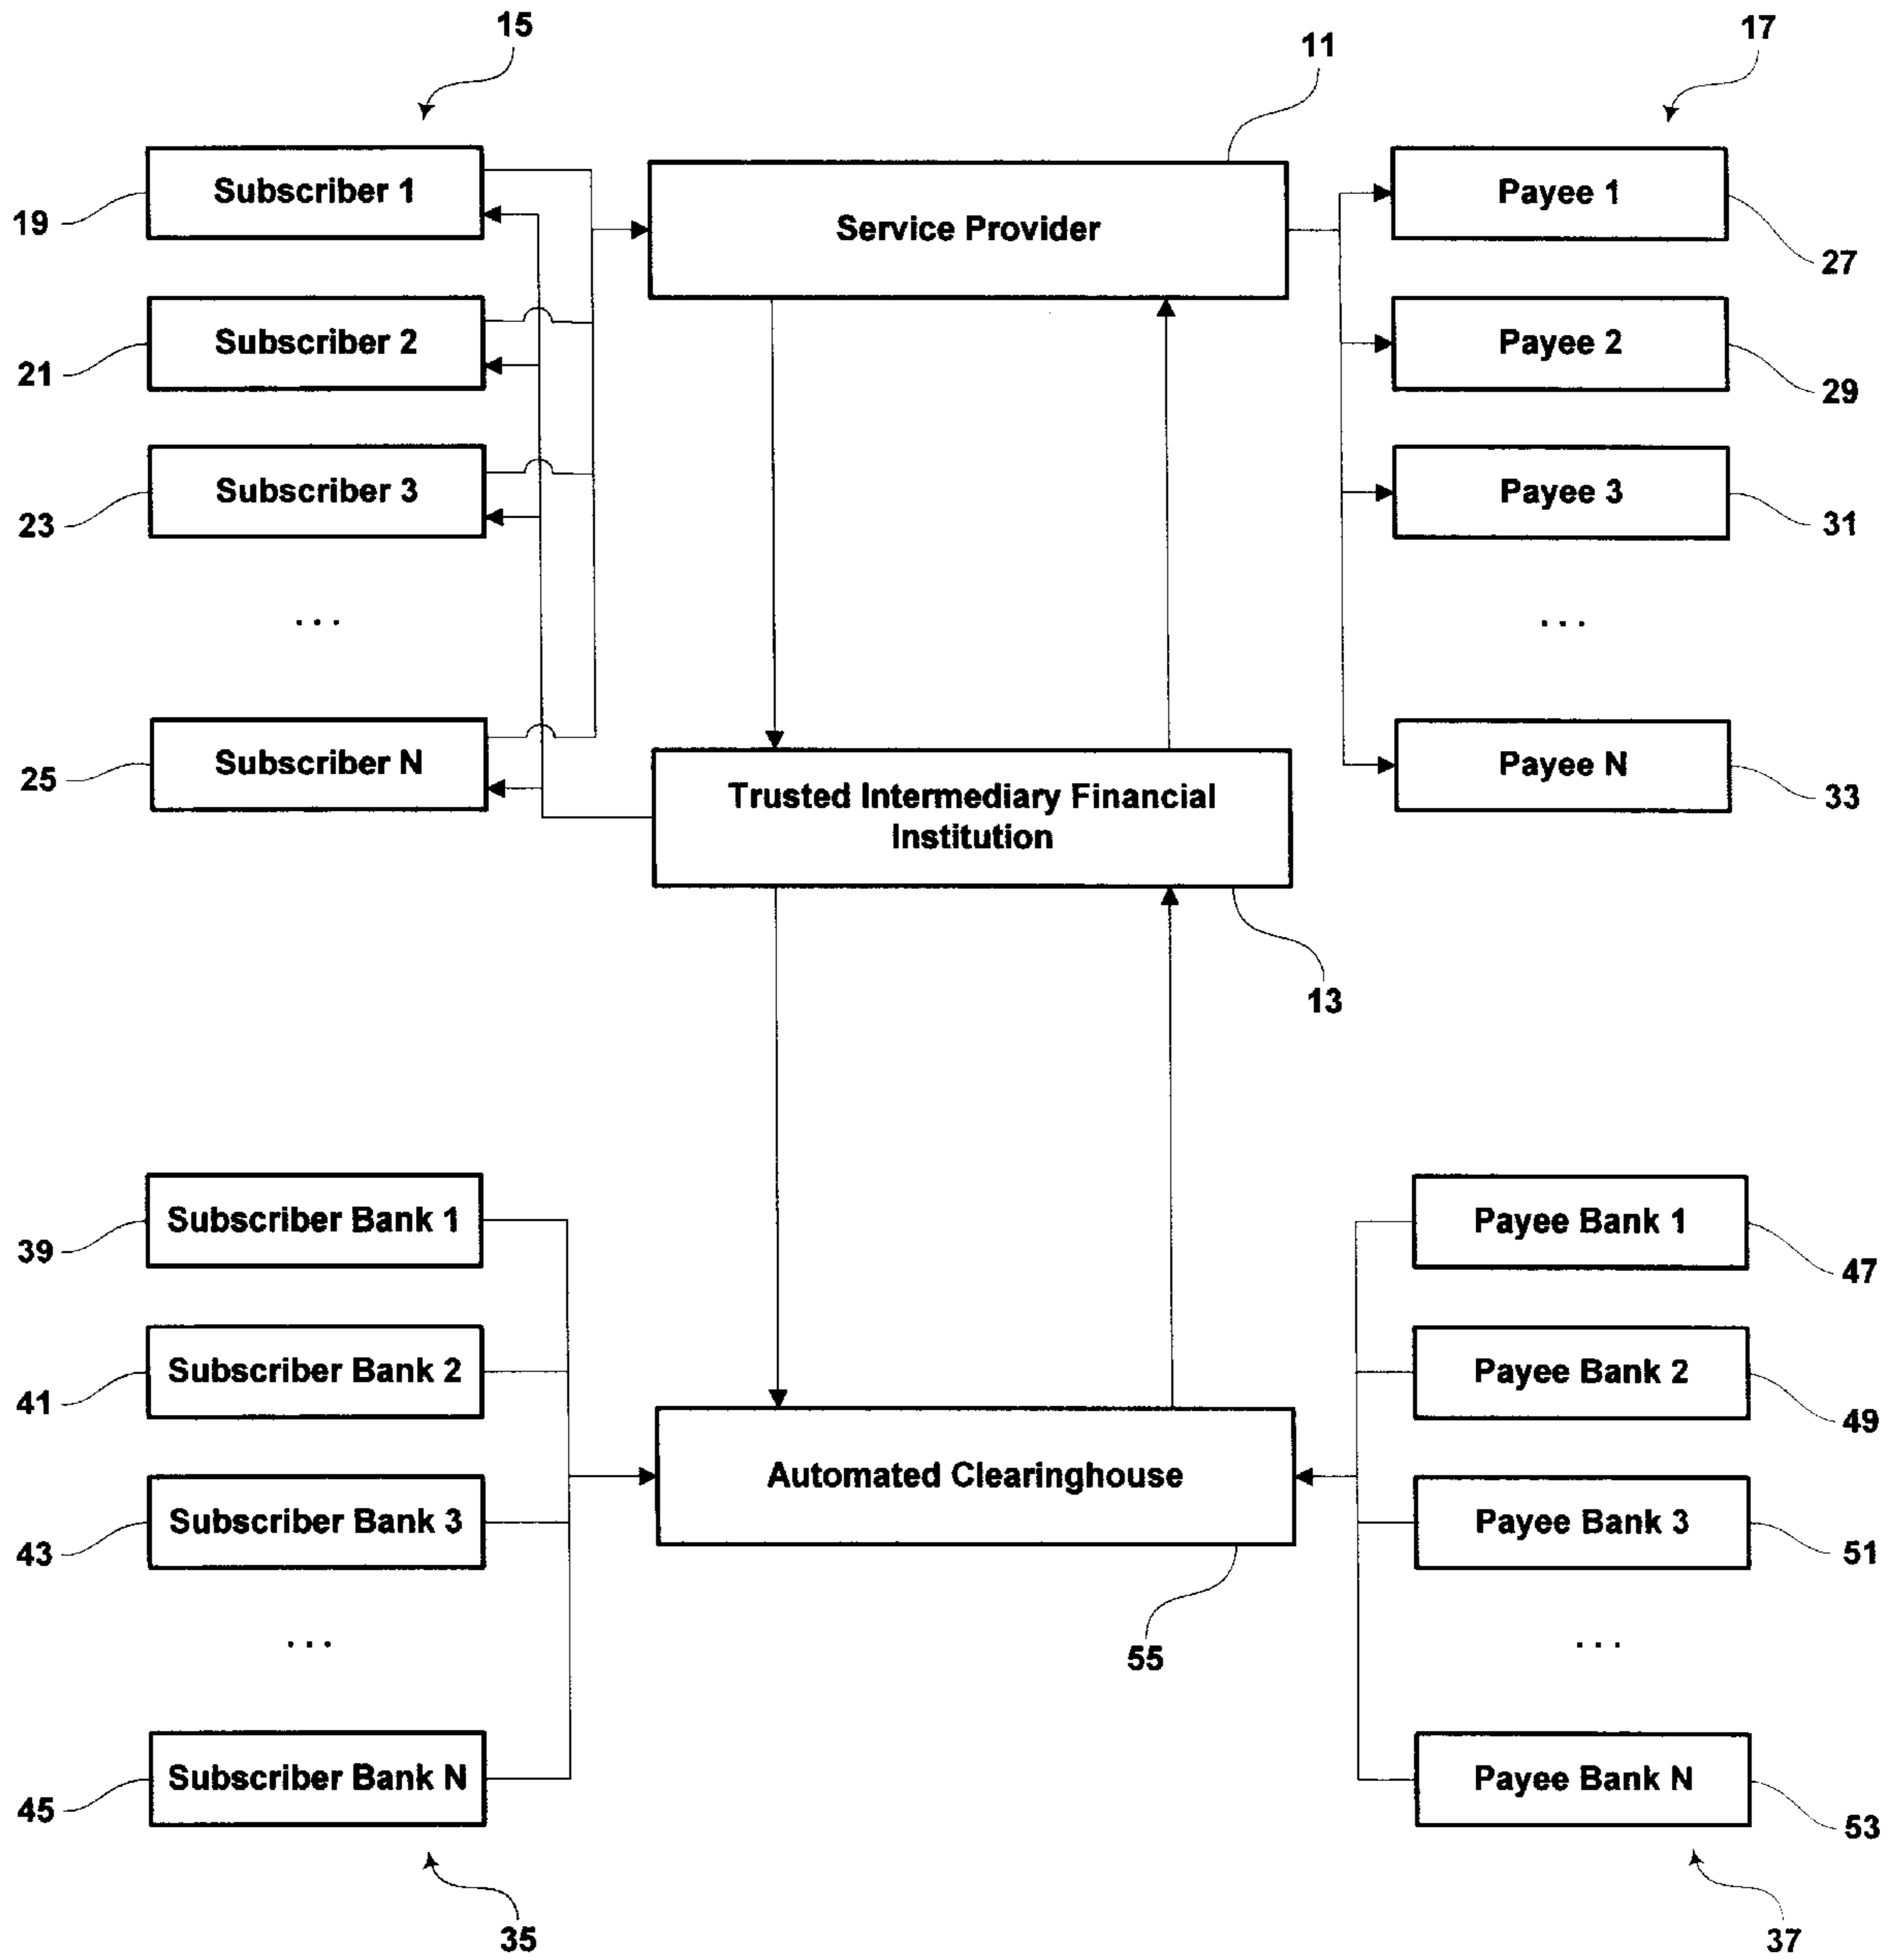 15
11
17
Subscriber 1
Service Provider
Payee 1
19
27
Subscriber 2
Payee 2
21
29
Subscriber 3
Payee 3
23
31
...
...
Subscriber N
Payee N
25
33
Trusted Intermediary Financial
Institution
13
Subscriber Bank 1
Payee Bank 1
39
47
Subscriber Bank 2
Payee Bank 2
41
49
Automated Clearinghouse
Subscriber Bank 3
Payee Bank 3
43
51
...
...
55
Subscriber Bank N
Payee Bank N
45
53
35
37